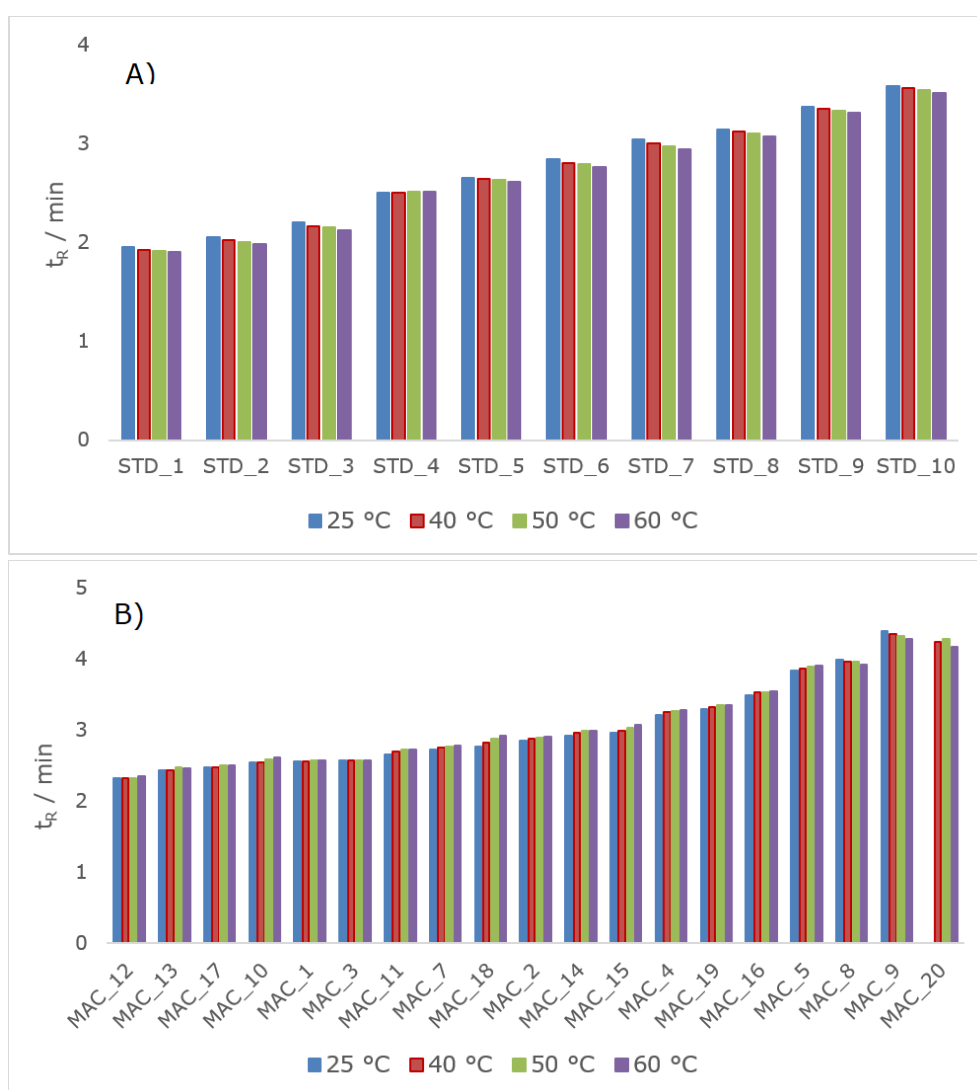 A)
4
3
2
1
0
tR / min
STD_1 STD_2 STD_3 STD_4 STD_5 STD_6 STD_7 STD_8 STD_9 STD_10
25 °C 40 °C 50 °C 60 °C
B)
5
4
3
2
1
0
tR / min
MAC_12 MAC_13 MAC_17 MAC_10 MAC_1 MAC_3 MAC_11 MAC_7 MAC_18 MAC_2 MAC_14 MAC_15 MAC_4 MAC_19 MAC_16 MAC_5 MAC_8 MAC_9 MAC_20
25 °C 40 °C 50 °C 60 °C